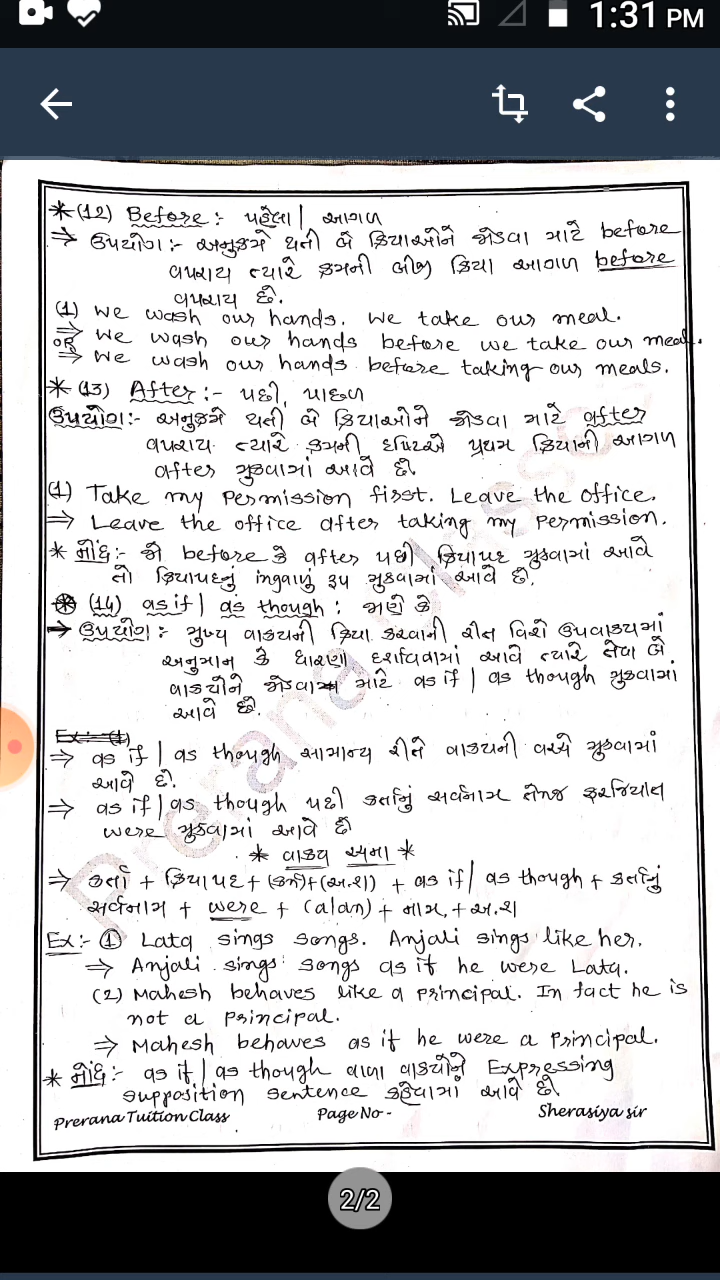 1:31 PM
*(12) Before :- પહેલા | આગળ
⇒ ઉપયોગ :- અનુક્રમે થતી બે ક્રિયાઓને જોડવા માટે before
વપરાય ત્યારે ક્રમની બીજી ક્રિયા આગળ before
વપરાય છે.
(1) We wash our hands. We take our meal.
⇒ We wash our hands before we take our meal.
OR
⇒ We wash our hands before taking our meals.
*(13) After :- પછી, પાછળ
ઉપયોગ:- અનુક્રમે થતી બે ક્રિયાઓને જોડવા માટે after
વપરાય ત્યારે ક્રમની દ્રષ્ટિએ પ્રથમ ક્રિયાની આગળ
after મુકવામાં આવે છે.
(1) Take my Permission first. Leave the office.
⇒ Leave the office after taking my Permission.
* નોંધ:- જો before કે after પછી ક્રિયાપદ મુકવામાં આવે
તો ક્રિયાપદનું ingવાળું રૂપ મુકવામાં આવે છે.
* (14) as if | as though : જાણે કે
→ ઉપયોગ :- મુખ્ય વાક્યની ક્રિયા કરવાની રીત વિશે ઉપવાક્યમાં
અનુમાન કે ધારણા દર્શાવવામાં આવે ત્યારે તેવા બે
વાક્યોને જોડવા માટે as if | as though મુકવામાં
આવે છે.
Ex:- (1)
⇒ as if | as though સામાન્ય રીતે વાક્યની વચ્ચે મુકવામાં
આવે છે.
⇒ as if | as though પછી કર્તાનું સર્વનામ તેમજ ફરજિયાત
were મુકવામાં આવે છે
* વાક્ય રચના *
⇒ કર્તા + ક્રિયાપદ + (કર્મ)+(અ.શ) + as if | as though + કર્તાનું
સર્વનામ + were + (a|an) + નામ, + અ.શ
Ex:- (1) Lata sings songs. Anjali sings like her.
⇒ Anjali sings songs as if he were Lata.
(2) Mahesh behaves like a principal. In fact he is
not a principal.
⇒ Mahesh behaves as if he were a Principal.
* નોંધ:- as if | as though વાળા વાક્યોને Expressing
supposition sentence કહેવામાં આવે છે
Prerana Tuition Class Page No - Sherasiya sir
2/2